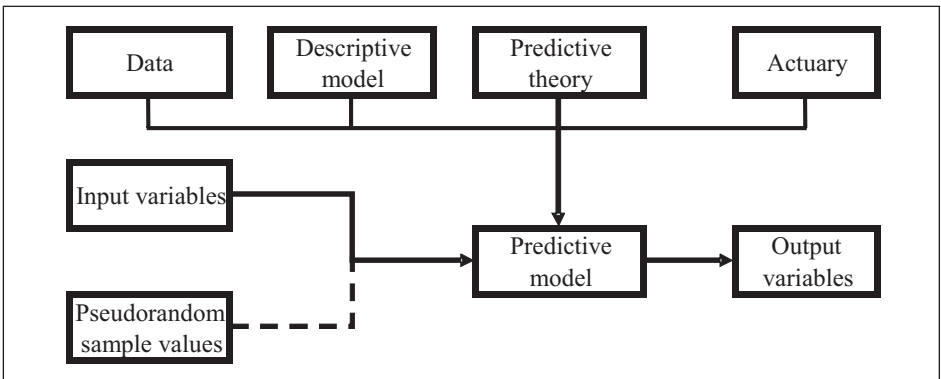 Data
Descriptive
model
Predictive
theory
Actuary
Input variables
Predictive
model
Output
variables
Pseudorandom
sample values